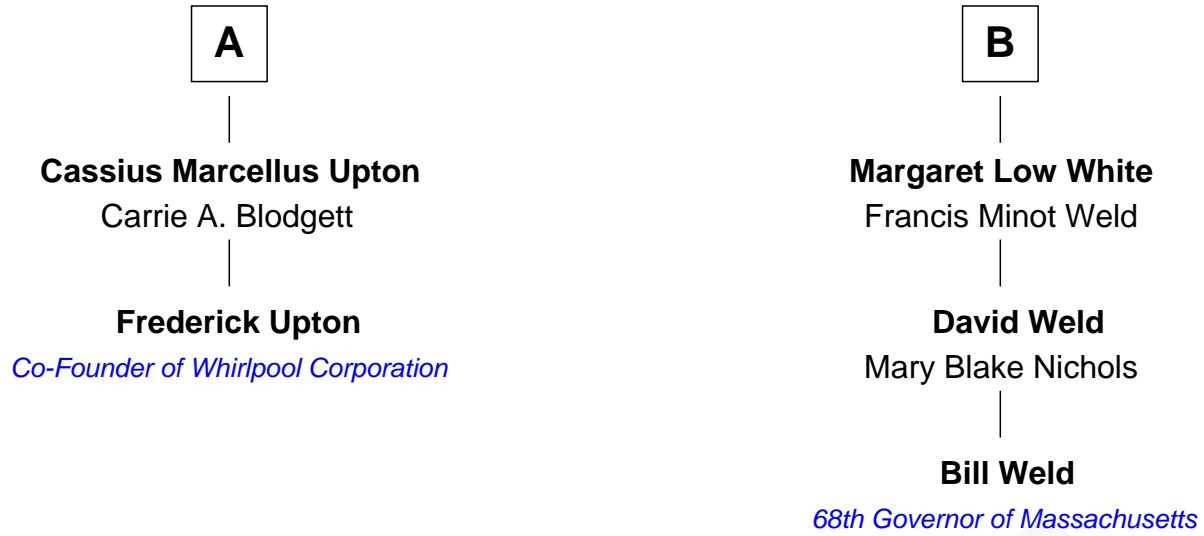 A
Cassius Marcellus Upton
Carrie A. Blodgett
Frederick Upton
Co-Founder of Whirlpool Corporation
B
Margaret Low White
Francis Minot Weld
David Weld
Mary Blake Nichols
Bill Weld
68th Governor of Massachusetts